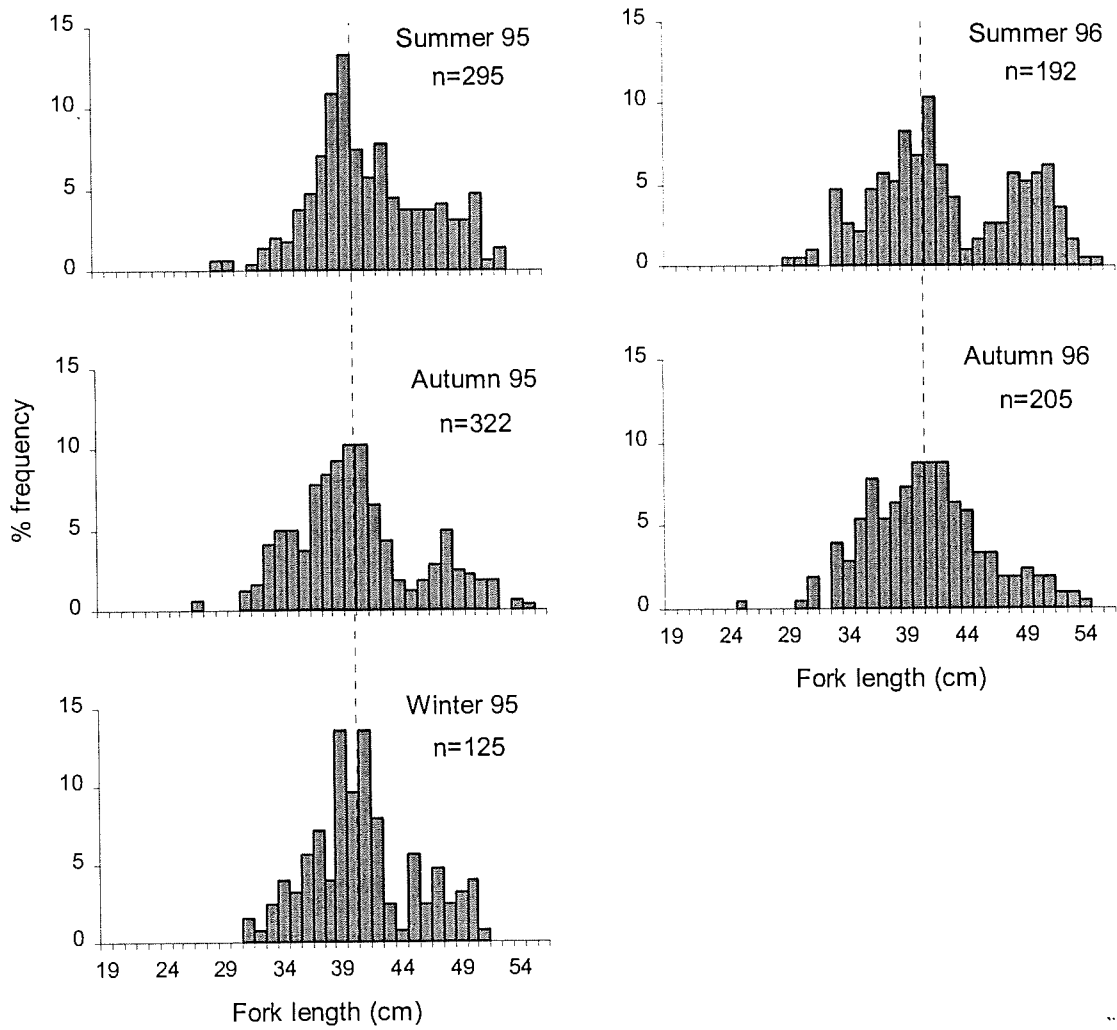 15
10
5
0
Summer 95
n=295
15
10
5
0
Summer 96
n=192
% frequency
15
10
5
0
Autumn 95
n=322
15
10
5
0
Autumn 96
n=205
19 24 29 34 39 44 49 54
Fork length (cm)
15
10
5
0
Winter 95
n=125
19 24 29 34 39 44 49 54
Fork length (cm)